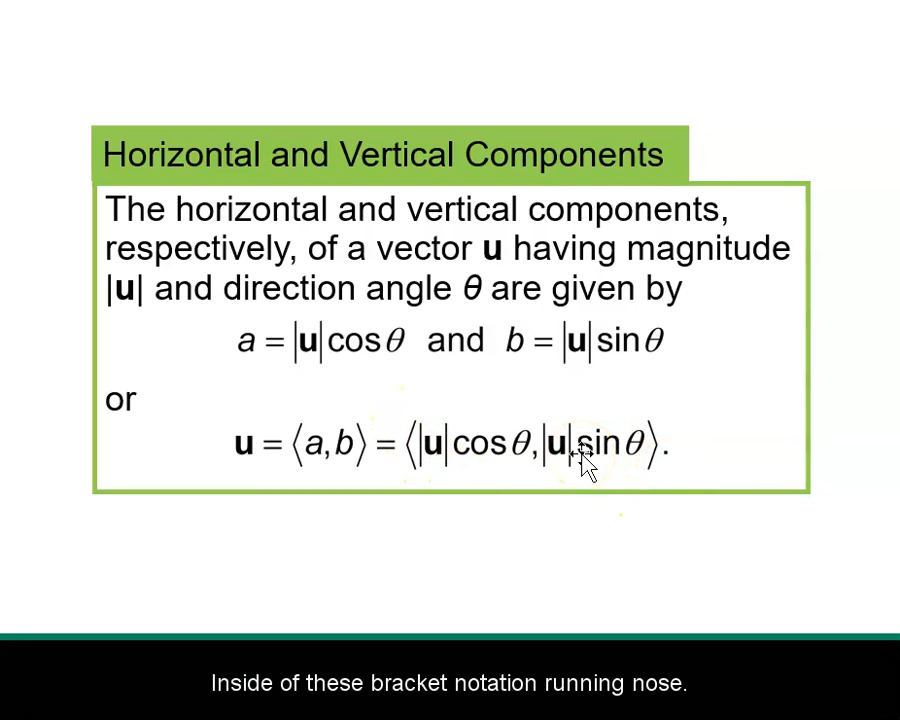 Horizontal and Vertical Components
The horizontal and vertical components,
respectively, of a vector u having magnitude
|u| and direction angle θ are given by
a = |u| cos θ and b = |u| sin θ
or
u = ⟨a, b⟩ = ⟨|u| cos θ, |u| sin θ⟩.
Inside of these bracket notation running nose.